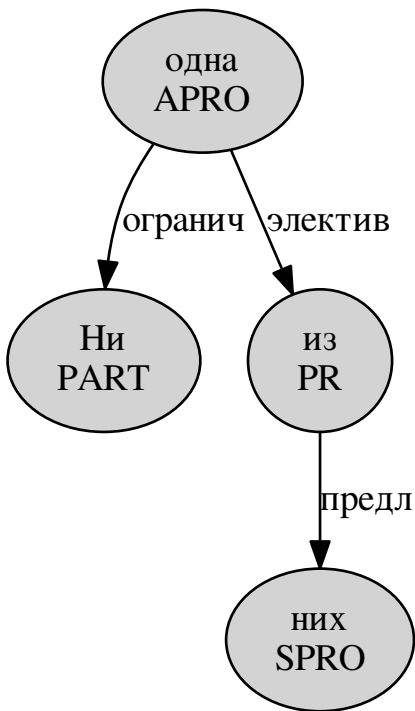 одна
APRO
огранич
электив
Ни
PART
из
PR
предл
них
SPRO